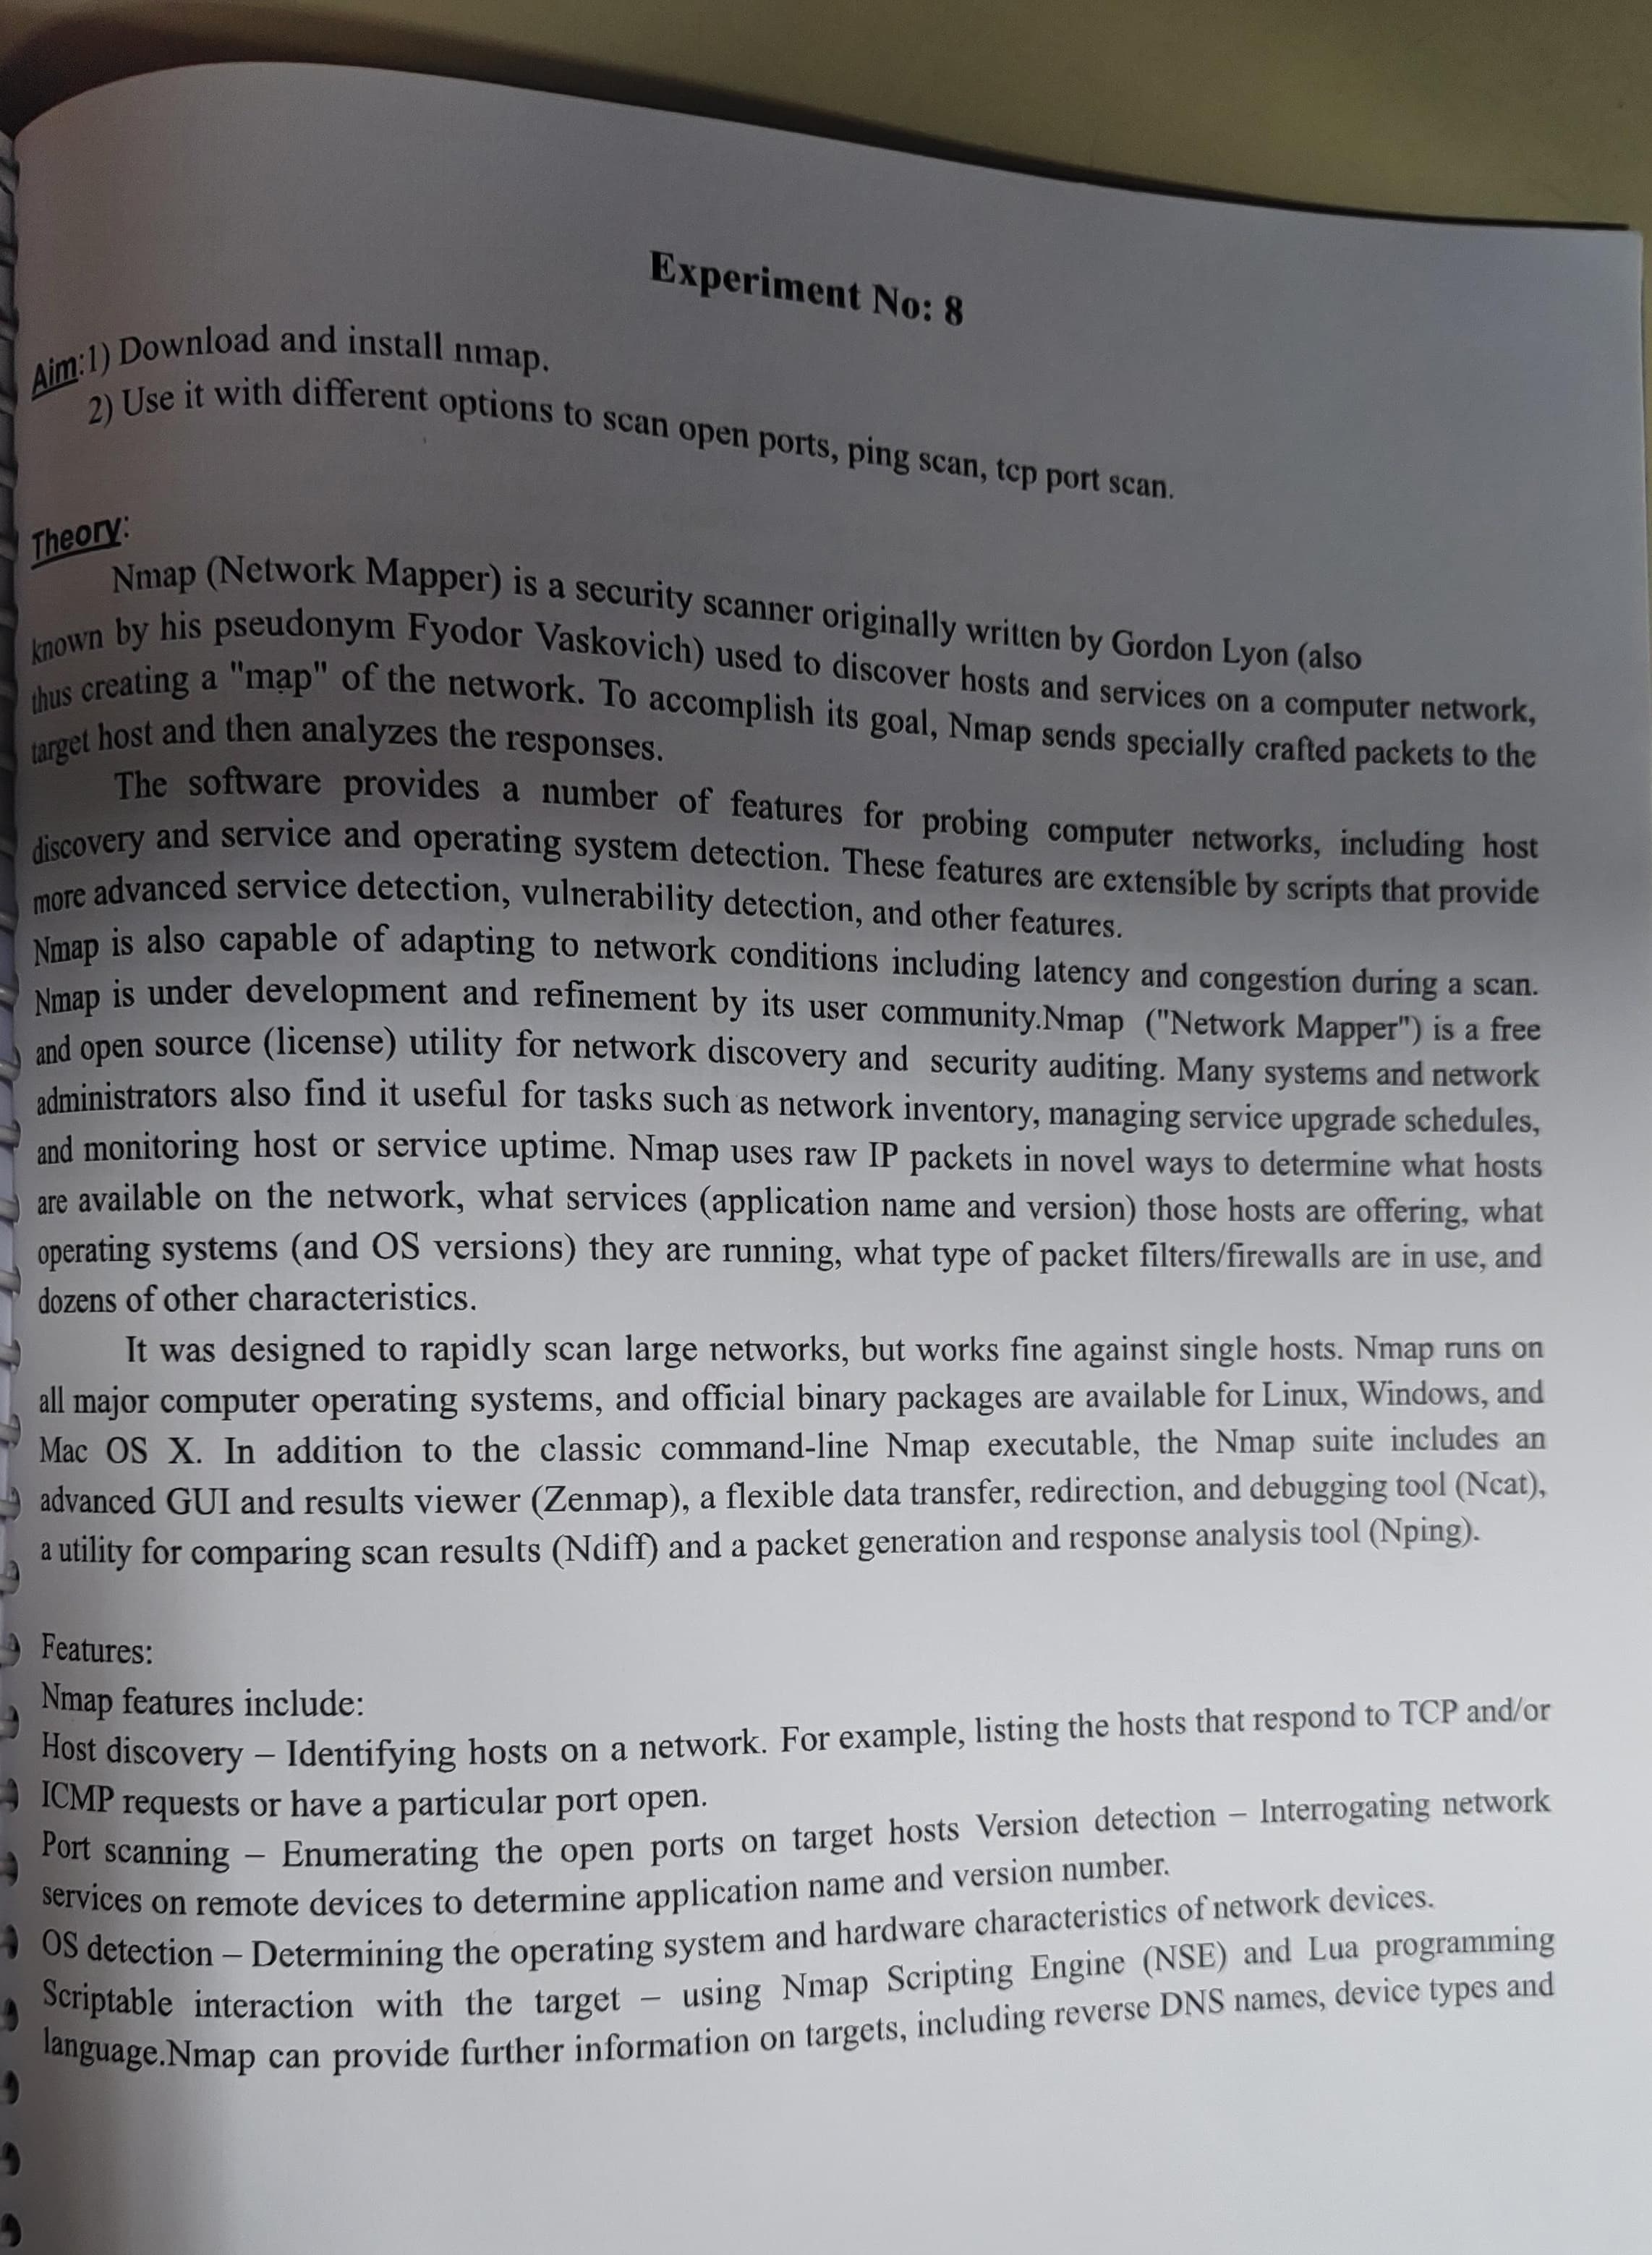 Experiment No: 8
Aim:1) Download and install nmap.
2) Use it with different options to scan open ports, ping scan, tcp port scan.
Theory:
Nmap (Network Mapper) is a security scanner originally written by Gordon Lyon (also
known by his pseudonym Fyodor Vaskovich) used to discover hosts and services on a computer network,
thus creating a "map" of the network. To accomplish its goal, Nmap sends specially crafted packets to the
target host and then analyzes the responses.
The software provides a number of features for probing computer networks, including host
discovery and service and operating system detection. These features are extensible by scripts that provide
more advanced service detection, vulnerability detection, and other features.
Nmap is also capable of adapting to network conditions including latency and congestion during a scan.
Nmap is under development and refinement by its user community.Nmap ("Network Mapper") is a free
and open source (license) utility for network discovery and security auditing. Many systems and network
administrators also find it useful for tasks such as network inventory, managing service upgrade schedules,
and monitoring host or service uptime. Nmap uses raw IP packets in novel ways to determine what hosts
are available on the network, what services (application name and version) those hosts are offering, what
operating systems (and OS versions) they are running, what type of packet filters/firewalls are in use, and
dozens of other characteristics.
It was designed to rapidly scan large networks, but works fine against single hosts. Nmap runs on
all major computer operating systems, and official binary packages are available for Linux, Windows, and
Mac OS X. In addition to the classic command-line Nmap executable, the Nmap suite includes an
advanced GUI and results viewer (Zenmap), a flexible data transfer, redirection, and debugging tool (Ncat),
a utility for comparing scan results (Ndiff) and a packet generation and response analysis tool (Nping).
Features:
Nmap features include:
Host discovery – Identifying hosts on a network. For example, listing the hosts that respond to TCP and/or
ICMP requests or have a particular port open.
Port scanning – Enumerating the open ports on target hosts Version detection – Interrogating network
services on remote devices to determine application name and version number.
OS detection – Determining the operating system and hardware characteristics of network devices.
Scriptable interaction with the target – using Nmap Scripting Engine (NSE) and Lua programming
language.Nmap can provide further information on targets, including reverse DNS names, device types and